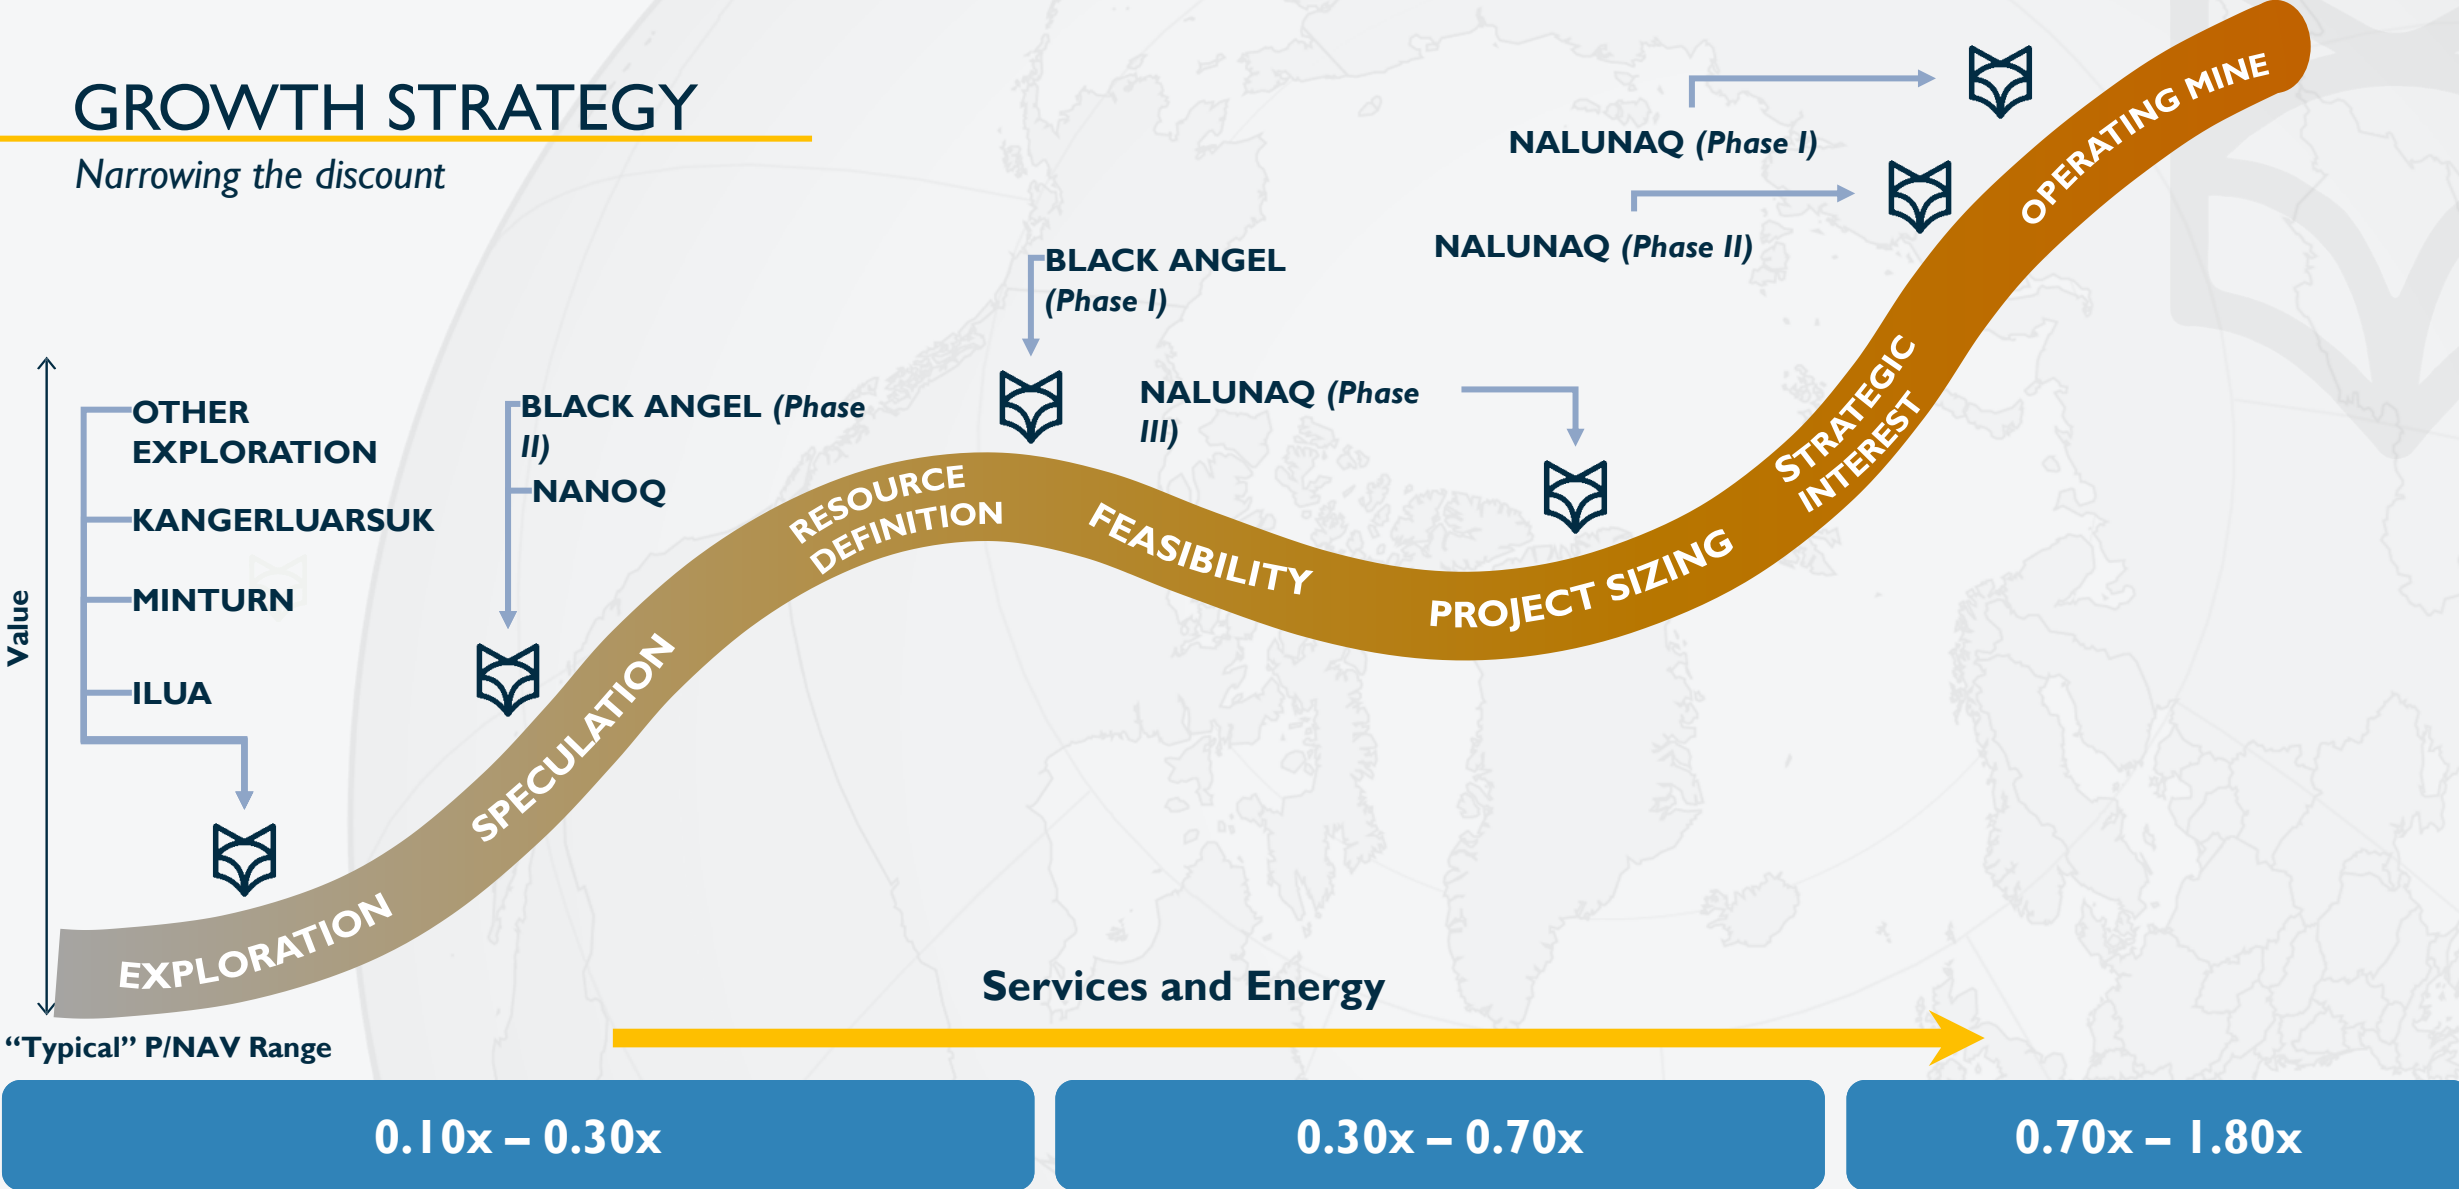 GROWTH STRATEGY
Narrowing the discount
NALUNAQ (Phase I)
NALUNAQ (Phase II)
BLACK ANGEL
(Phase I)
NALUNAQ (Phase
III)
BLACK ANGEL (Phase
II)
NANOQ
OTHER
EXPLORATION
KANGERLUARSUK
MINTURN
ILUA
Value
EXPLORATION
SPECULATION
RESOURCE
DEFINITION
FEASIBILITY
PROJECT SIZING
STRATEGIC
INTEREST
OPERATING MINE
Services and Energy
“Typical” P/NAV Range
0.10x – 0.30x
0.30x – 0.70x
0.70x – 1.80x